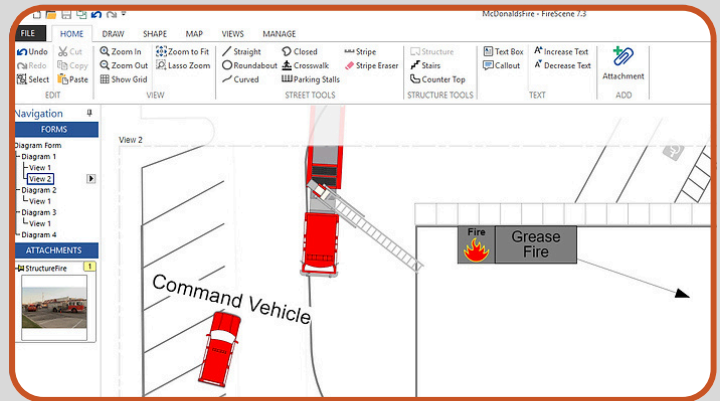 McDonaldsFire - FireScene 7.3
FILE HOME DRAW SHAPE MAP VIEWS MANAGE
Undo Cut Zoom In Zoom to Fit Straight Closed Stripe Structure Text Box Increase Text
Redo Copy Zoom Out Lasso Zoom Roundabout Crosswalk Stripe Eraser Stairs Callout Decrease Text
Select Paste Show Grid Curved Parking Stalls Counter Top Attachment
EDIT VIEW STREET TOOLS STRUCTURE TOOLS TEXT ADD
Navigation
FORMS
Diagram Form
Diagram 1
View 1
View 2
Diagram 2
View 1
Diagram 3
View 1
Diagram 4
ATTACHMENTS
StructureFire 1
View 2
Fire
Grease
Fire
Command Vehicle